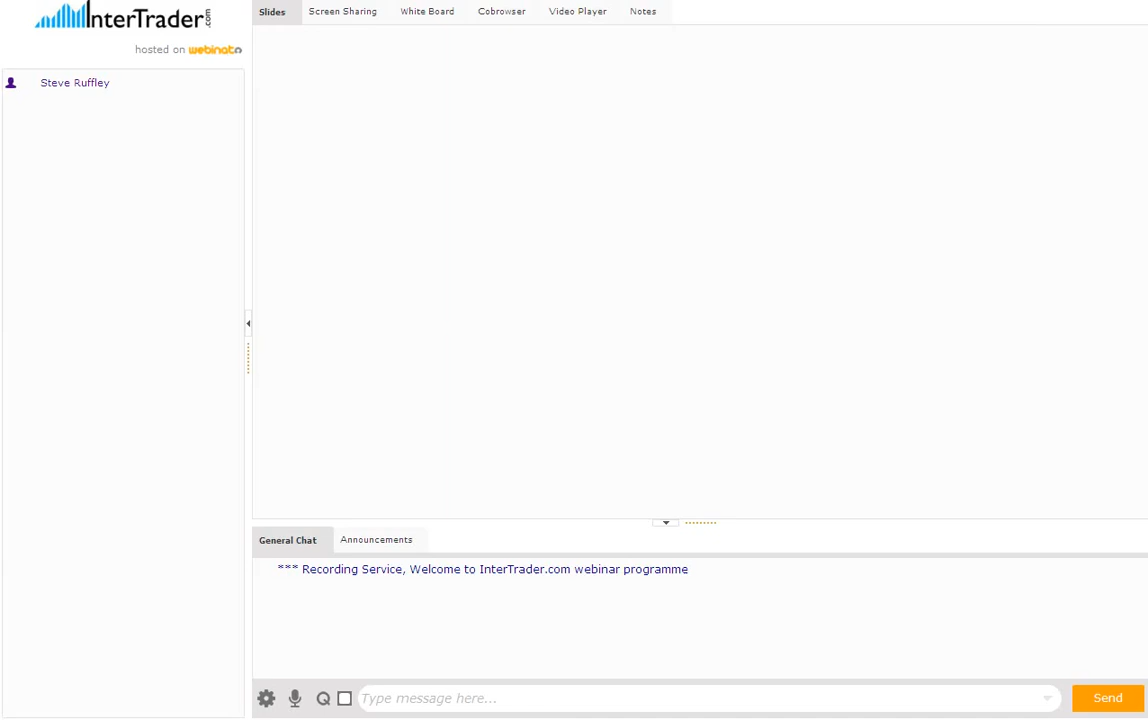 InterTrader.com
hosted on webinato
Steve Ruffley
Slides
Screen Sharing
White Board
Cobrowser
Video Player
Notes
General Chat
Announcements
*** Recording Service, Welcome to InterTrader.com webinar programme
Q
Type message here...
Send